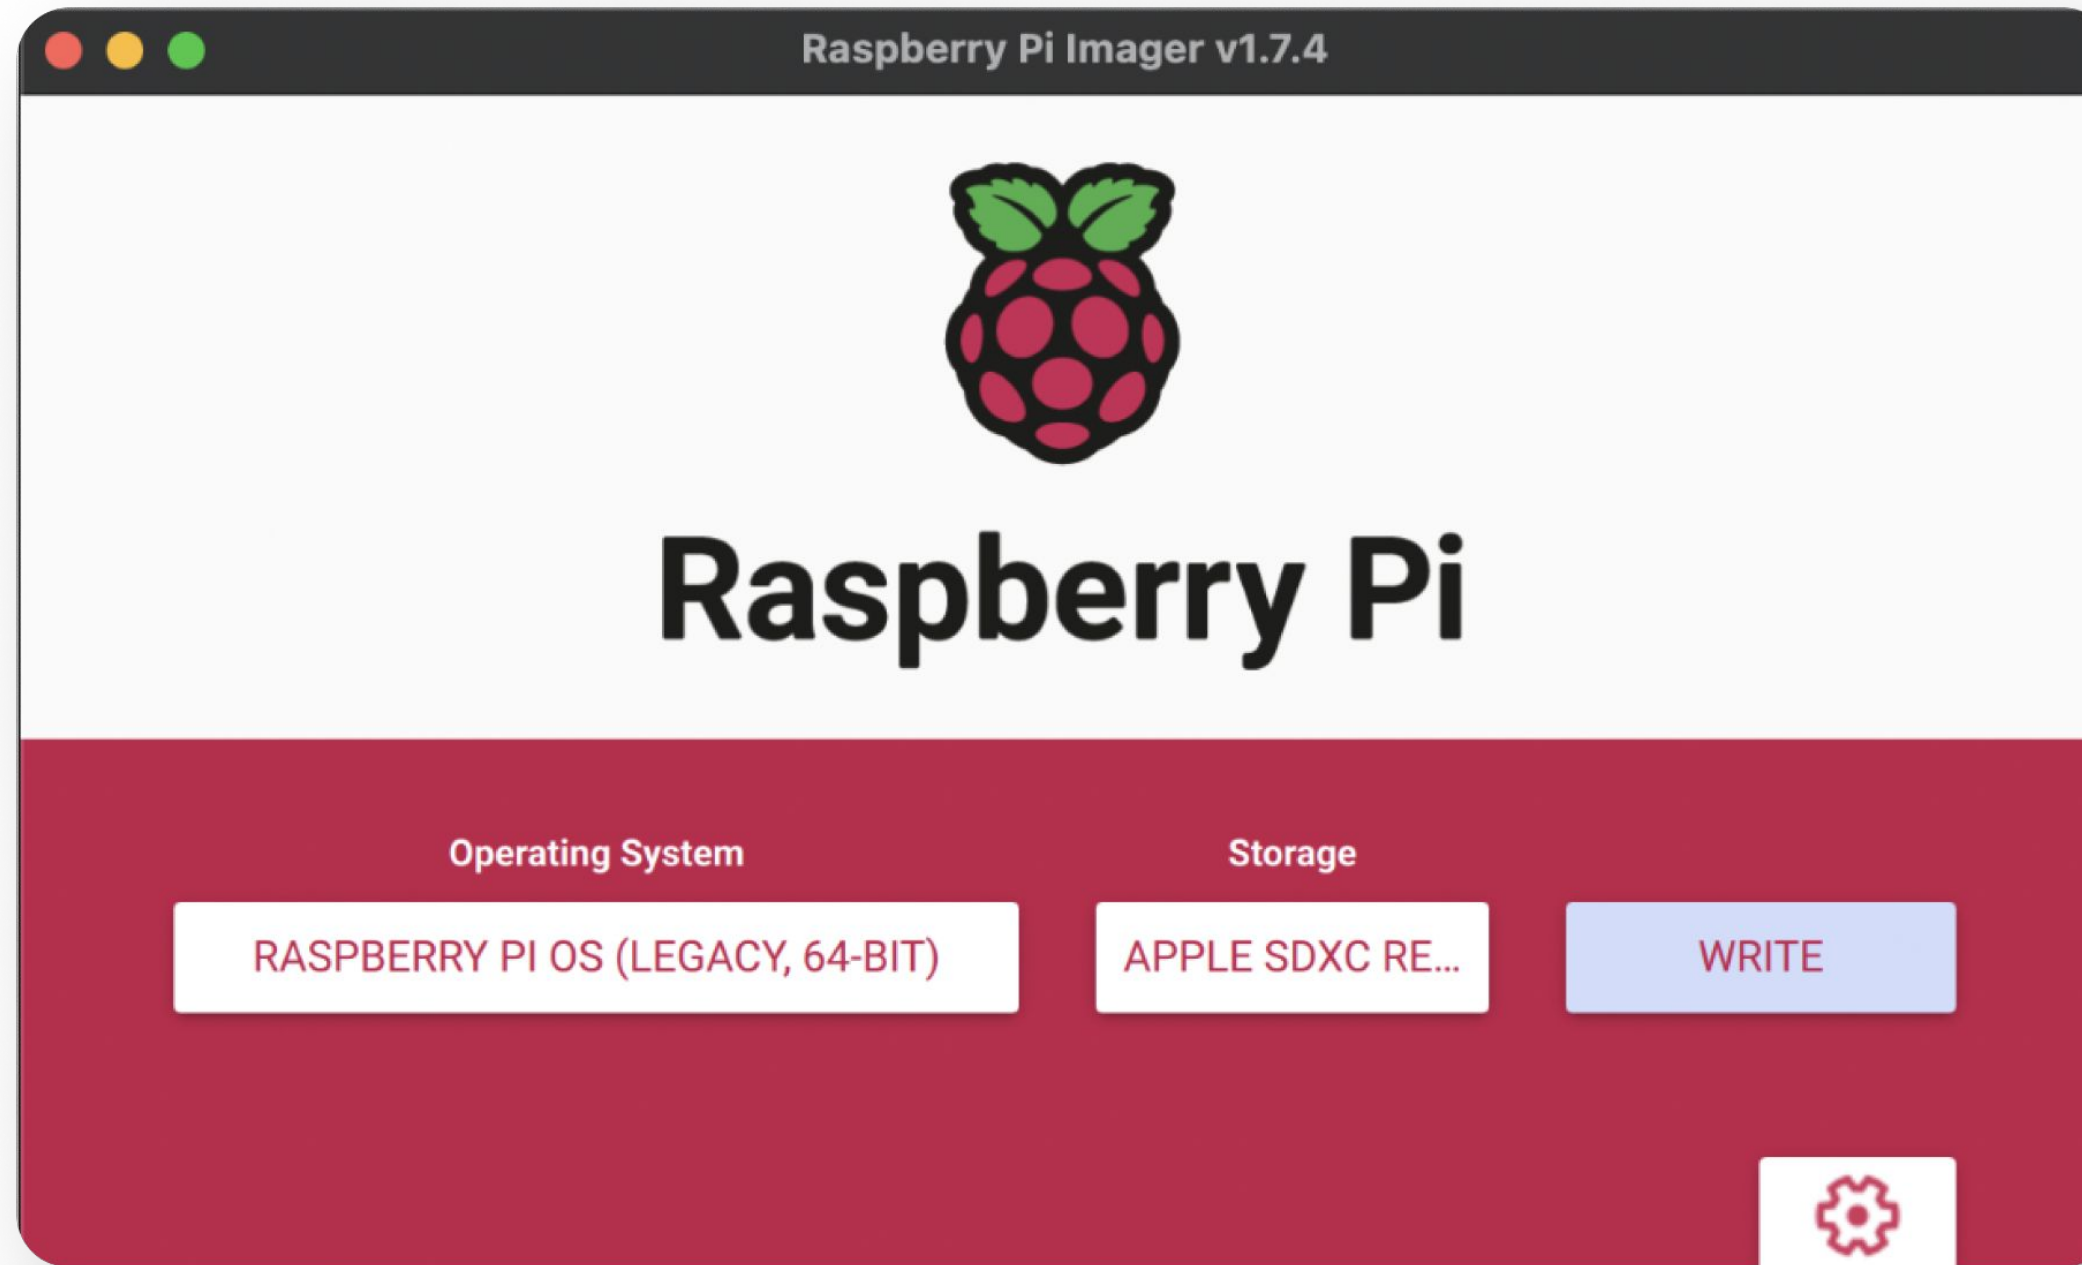 Raspberry Pi Imager v1.7.4
Raspberry Pi
Operating System
Storage
RASPBERRY PI OS (LEGACY, 64-BIT)
APPLE SDXC RE...
WRITE